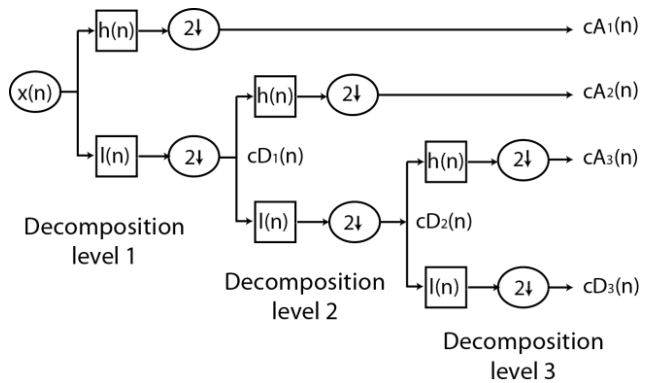 h(n)
2↓
cA₁(n)
x(n)
h(n)
2↓
cA₂(n)
l(n)
2↓
cD₁(n)
h(n)
2↓
cA₃(n)
l(n)
2↓
cD₂(n)
Decomposition
level 1
l(n)
2↓
cD₃(n)
Decomposition
level 2
Decomposition
level 3